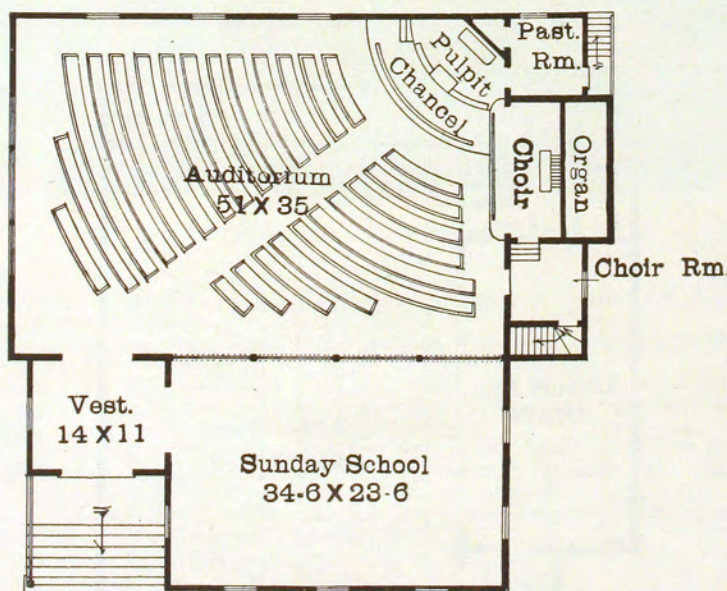 Past.
Rm.
Pulpit
Chancel
Choir
Organ
Auditorium
51 X 35
Choir Rm.
Vest.
14 X 11
Sunday School
34-6 X 23-6